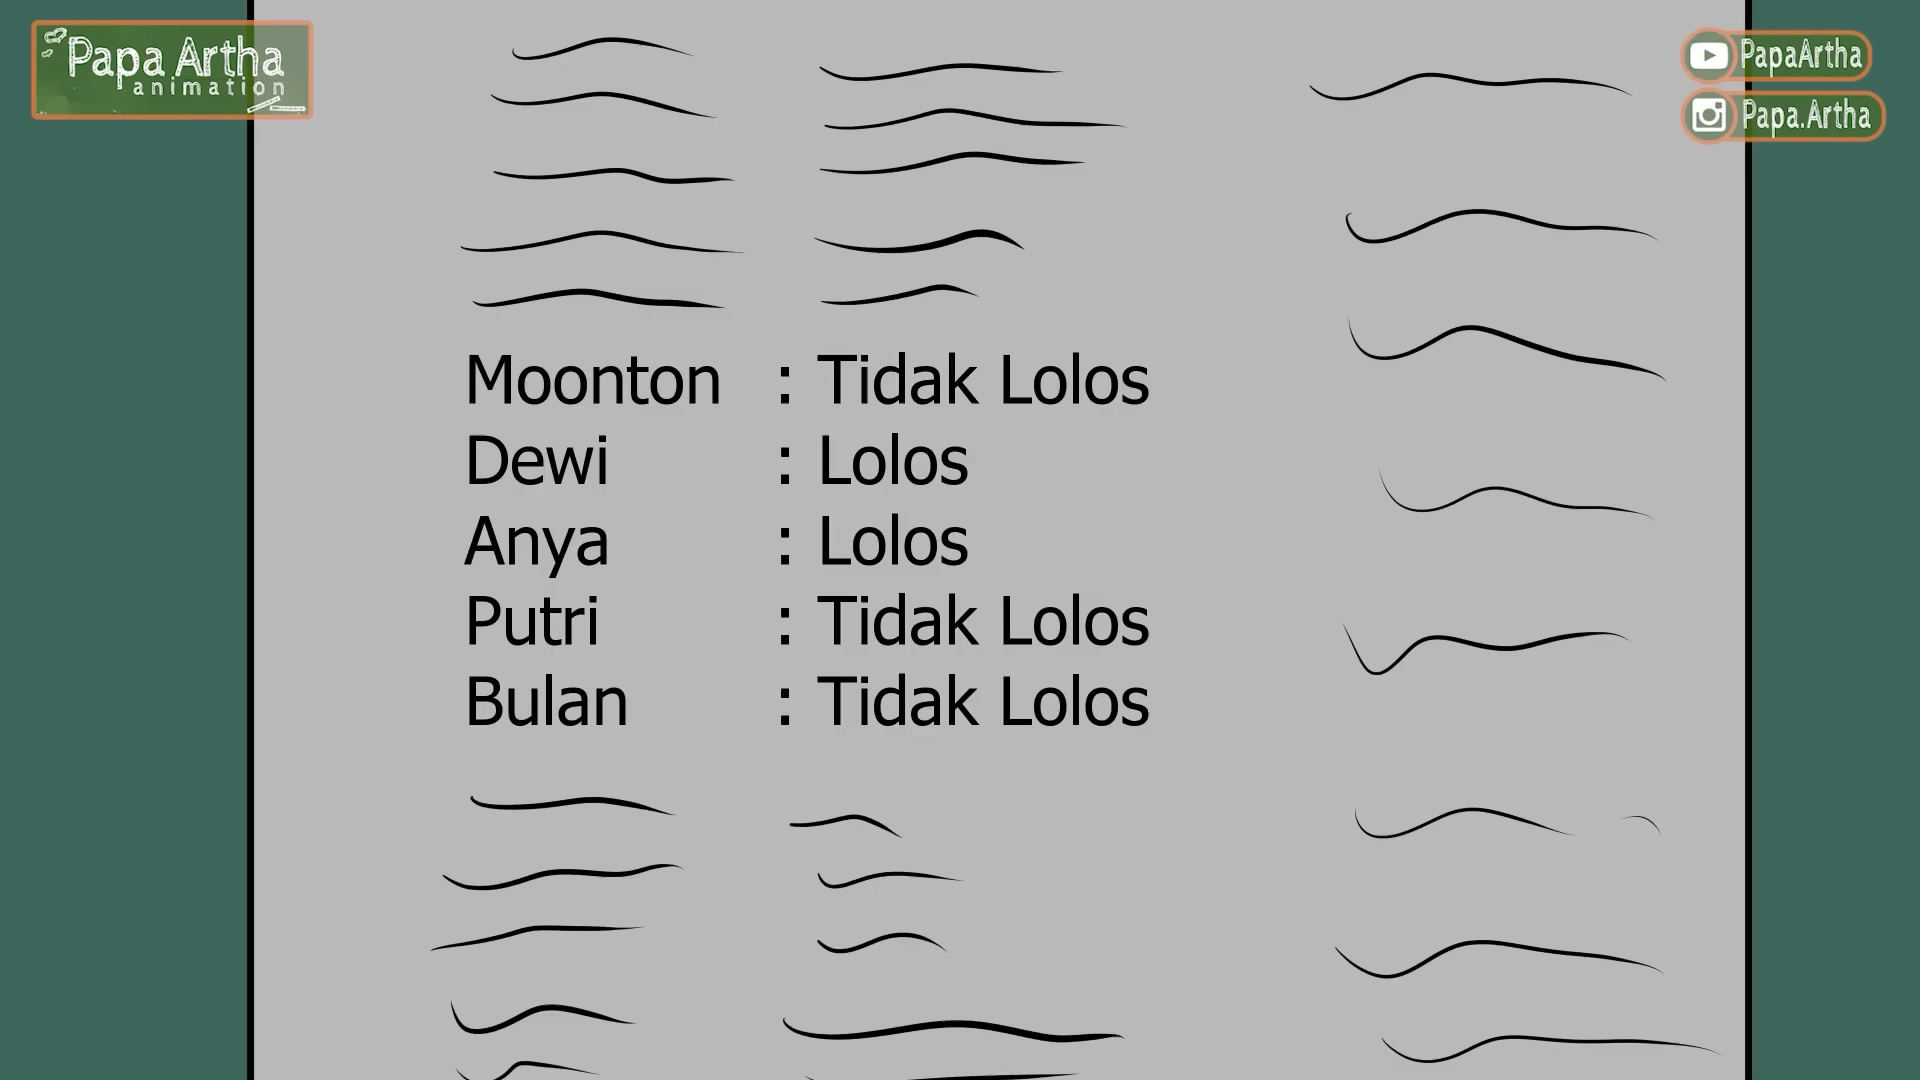 Papa Artha
animation
PapaArtha
Papa.Artha
Moonton : Tidak Lolos
Dewi : Lolos
Anya : Lolos
Putri : Tidak Lolos
Bulan : Tidak Lolos